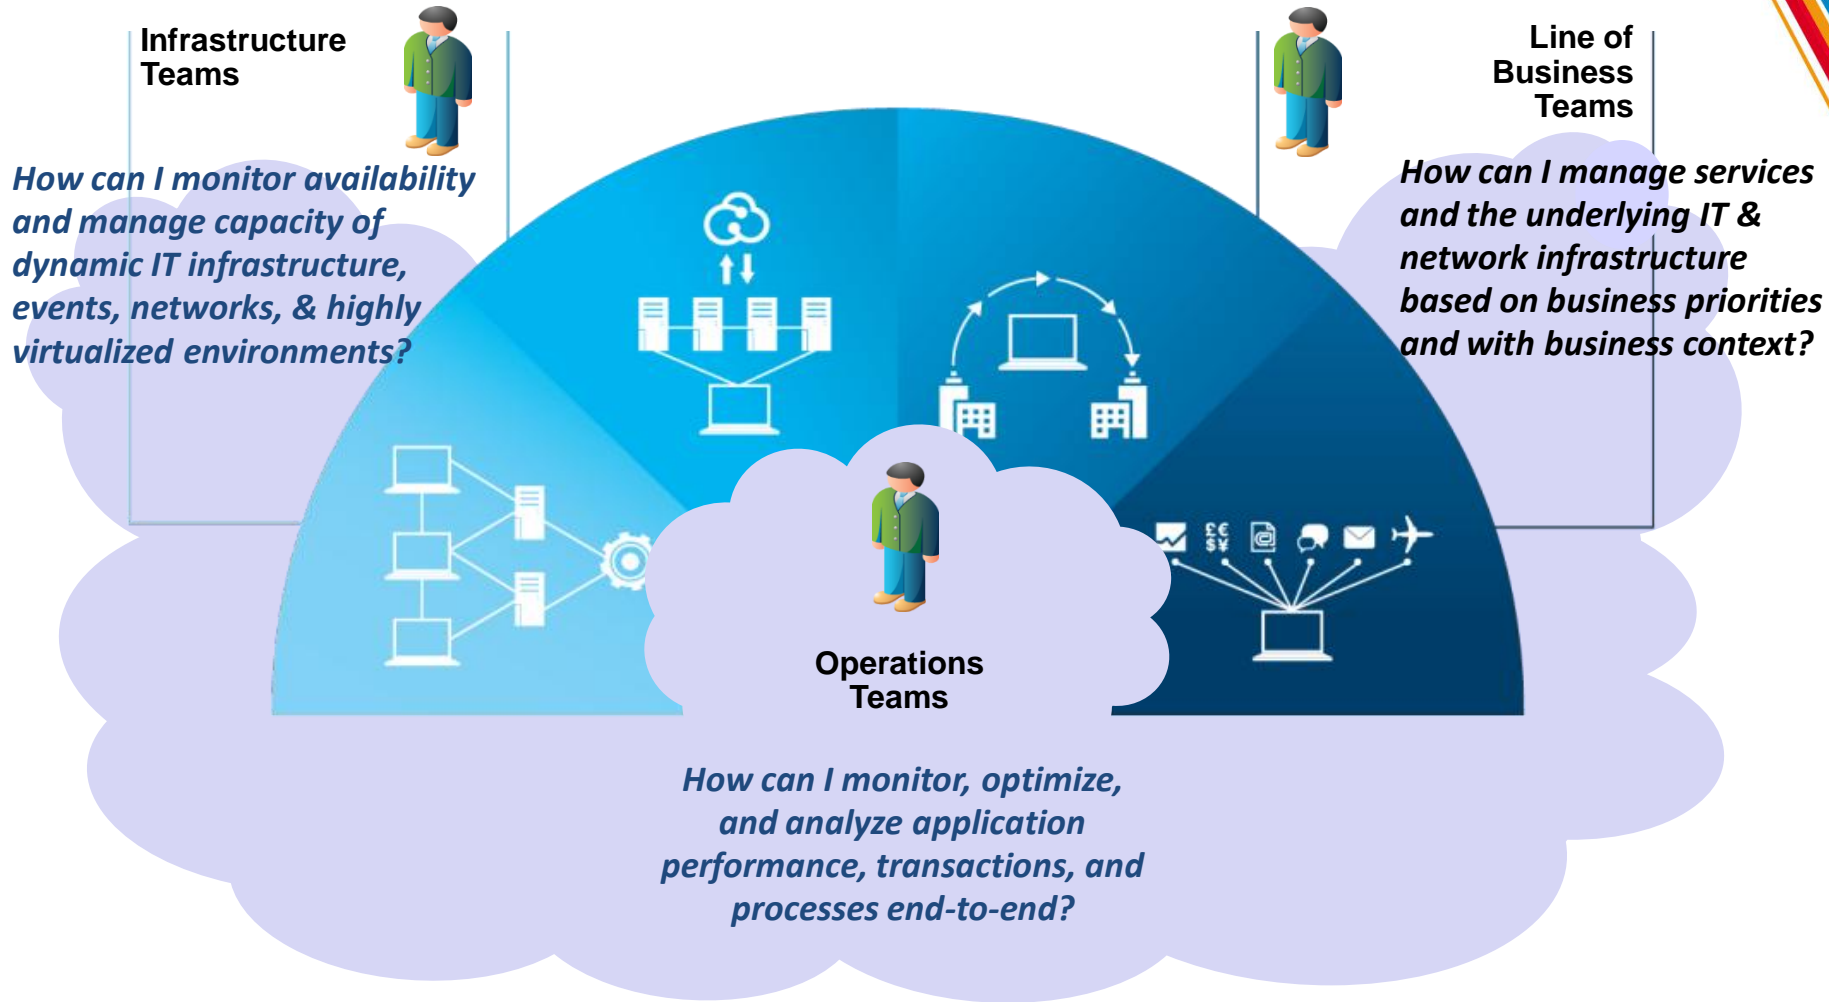 Infrastructure
Teams
How can I monitor availability
and manage capacity of
dynamic IT infrastructure,
events, networks, & highly
virtualized environments?
Line of
Business
Teams
How can I manage services
and the underlying IT &
network infrastructure
based on business priorities
and with business context?
£€
$¥
@
Operations
Teams
How can I monitor, optimize,
and analyze application
performance, transactions, and
processes end-to-end?